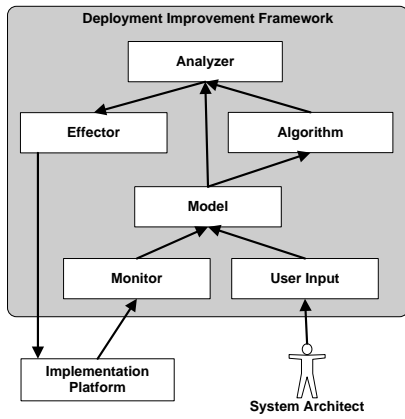 Deployment Improvement Framework
Analyzer
Effector
Algorithm
Model
Monitor
User Input
Implementation
Platform
System Architect